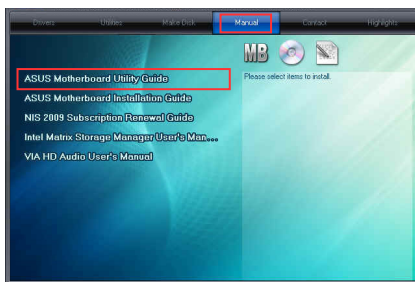 Drivers Utilities Make Disk Manual Contact Highlights
MB
Please select items to install.
ASUS Motherboard Utility Guide
ASUS Motherboard Installation Guide
NIS 2009 Subscription Renewal Guide
Intel Matrix Storage Manager User's Man...
VIA HD Audio User's Manual